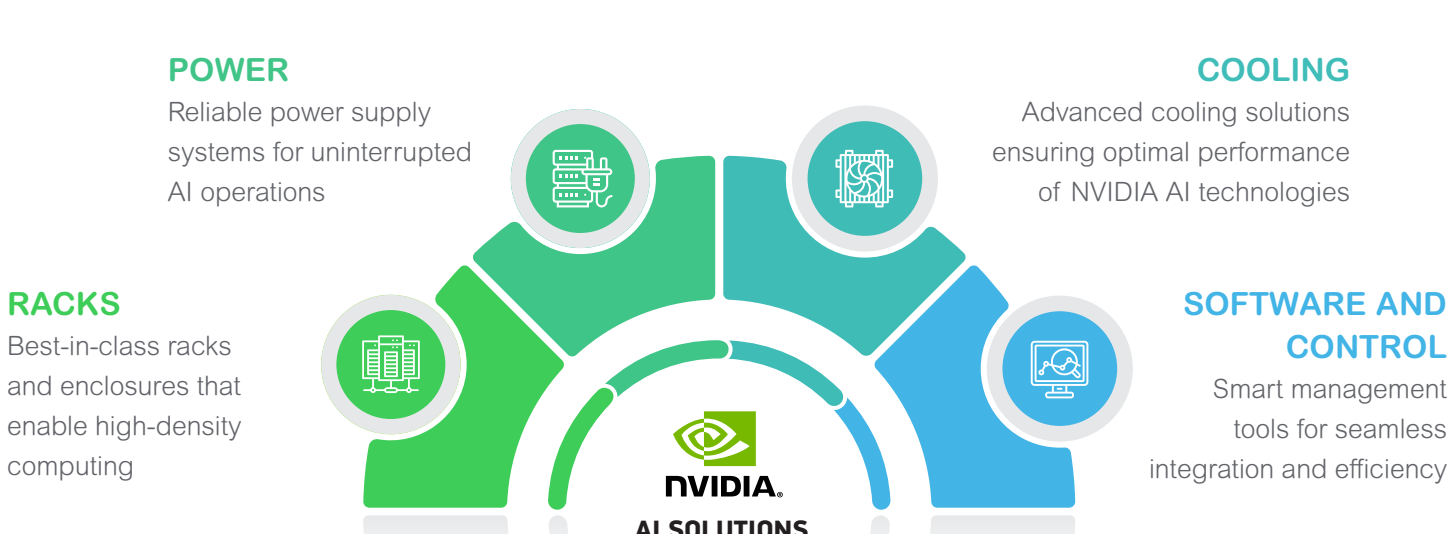 POWER
Reliable power supply
systems for uninterrupted
AI operations
COOLING
Advanced cooling solutions
ensuring optimal performance
of NVIDIA AI technologies
RACKS
Best-in-class racks
and enclosures that
enable high-density
computing
SOFTWARE AND
CONTROL
Smart management
tools for seamless
integration and efficiency
NVIDIA.
AI SOLUTIONS